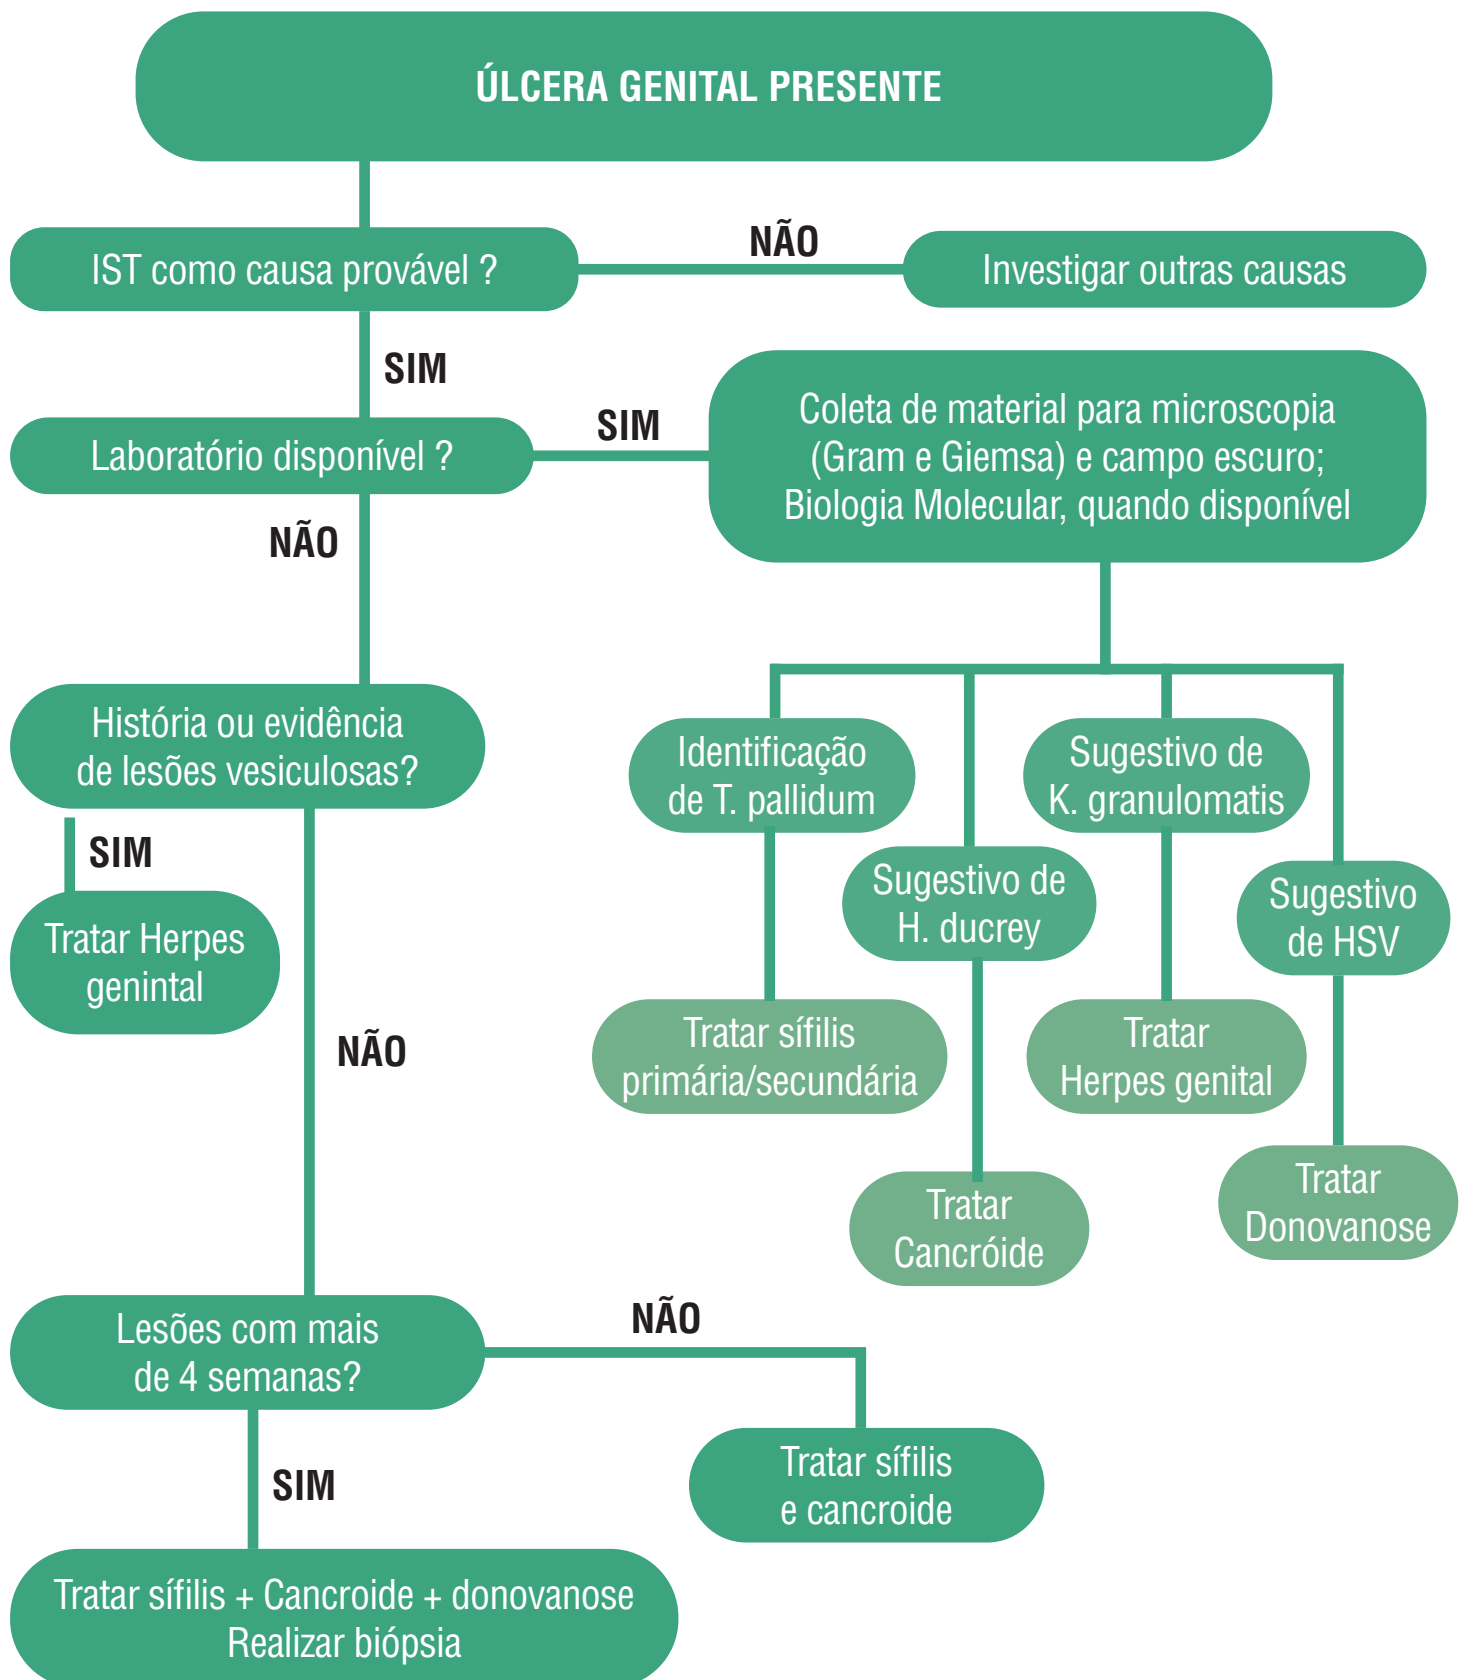 ÚLCERA GENITAL PRESENTE
IST como causa provável ?
NÃO
Investigar outras causas
SIM
Laboratório disponível ?
SIM
Coleta de material para microscopia
(Gram e Giemsa) e campo escuro;
Biologia Molecular, quando disponível
NÃO
História ou evidência
de lesões vesiculosas?
SIM
Tratar Herpes
genintal
NÃO
Identificação
de T. pallidum
Sugestivo de
H. ducrey
Sugestivo de
K. granulomatis
Sugestivo
de HSV
Tratar sífilis
primária/secundária
Tratar
Cancróide
Tratar
Herpes genital
Tratar
Donovanose
Lesões com mais
de 4 semanas?
NÃO
Tratar sífilis
e cancroide
SIM
Tratar sífilis + Cancroide + donovanose
Realizar biópsia